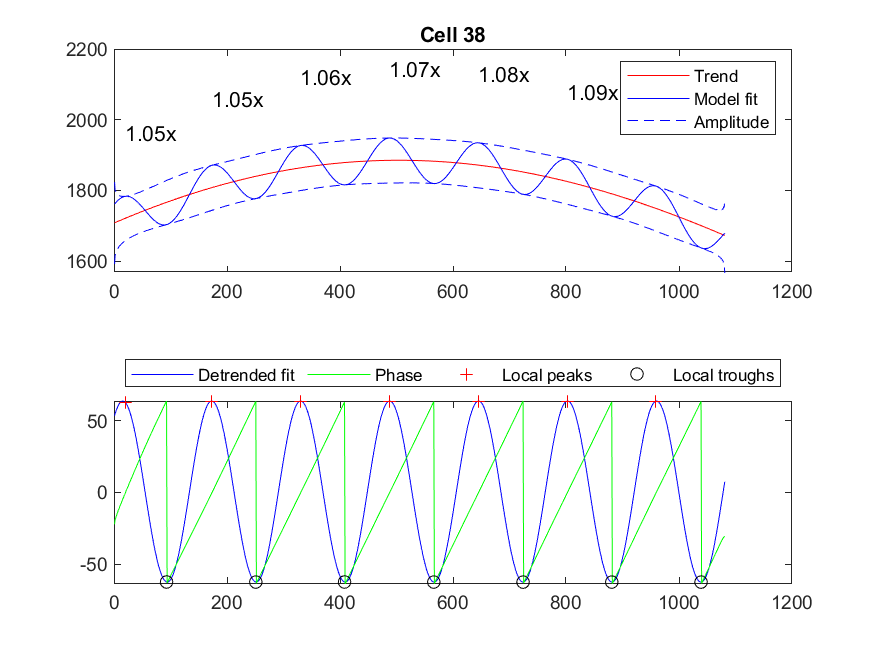 Cell 38
2200
2000
1800
1600
1.05x
1.05x
1.06x
1.07x
1.08x
1.09x
Trend
Model fit
Amplitude
0 200 400 600 800 1000 1200
Detrended fit Phase Local peaks Local troughs
50
0
-50
0 200 400 600 800 1000 1200